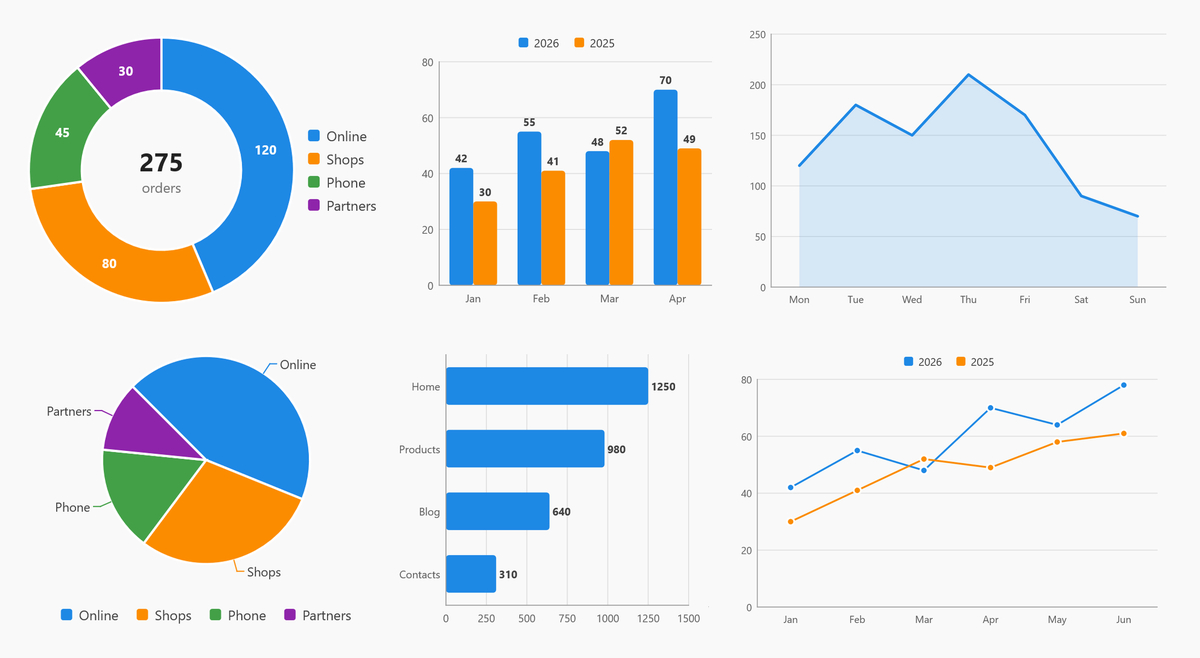 30
45
120
80
275
orders
Online
Shops
Phone
Partners
2026 2025
80
60
40
20
0
42
30
55
41
48
52
70
49
Jan Feb Mar Apr
250
200
150
100
50
0
Mon Tue Wed Thu Fri Sat Sun
Online
Partners
Phone
Shops
Online Shops Phone Partners
Home 1250
Products 980
Blog 640
Contacts 310
0 250 500 750 1000 1250 1500
2026 2025
80
60
40
20
0
Jan Feb Mar Apr May Jun